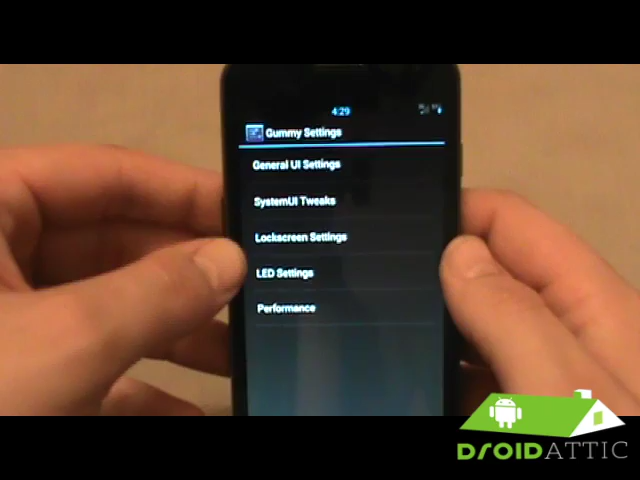 4:29
Gummy Settings
General UI Settings
SystemUI Tweaks
Lockscreen Settings
LED Settings
Performance
DROIDATTIC